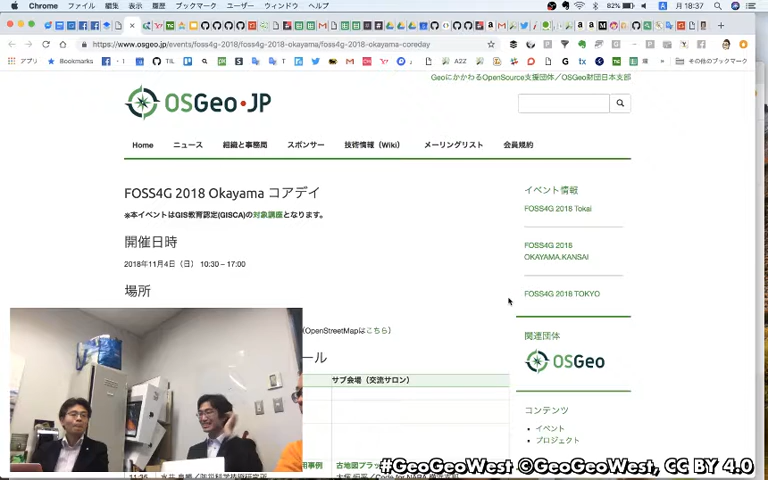 Chrome ファイル 編集 表示 履歴 ブックマーク ユーザー ウィンドウ ヘルプ
82%
月 18:37
https://www.osgeo.jp/events/foss4g-2018/foss4g-2018-okayama/foss4g-2018-okayama-coreday
アプリ Bookmarks TIL A2Z その他のブックマーク
GeoにかかわるOpenSource支援団体／OSGeo財団日本支部
OSGeo・JP
Home ニュース 組織と事務局 スポンサー 技術情報（Wiki） メーリングリスト 会員規約
FOSS4G 2018 Okayama コアデイ
※本イベントはGIS教育認定(GISCA)の対象講座となります。
開催日時
2018年11月4日（日） 10:30 – 17:00
場所
(OpenStreetMapはこちら)
ール
サブ会場（交流サロン）
イベント情報
FOSS4G 2018 Tokai
FOSS4G 2018
OKAYAMA.KANSAI
FOSS4G 2018 TOKYO
関連団体
OSGeo
コンテンツ
イベント
プロジェクト
#GeoGeoWest ©GeoGeoWest, CC BY 4.0